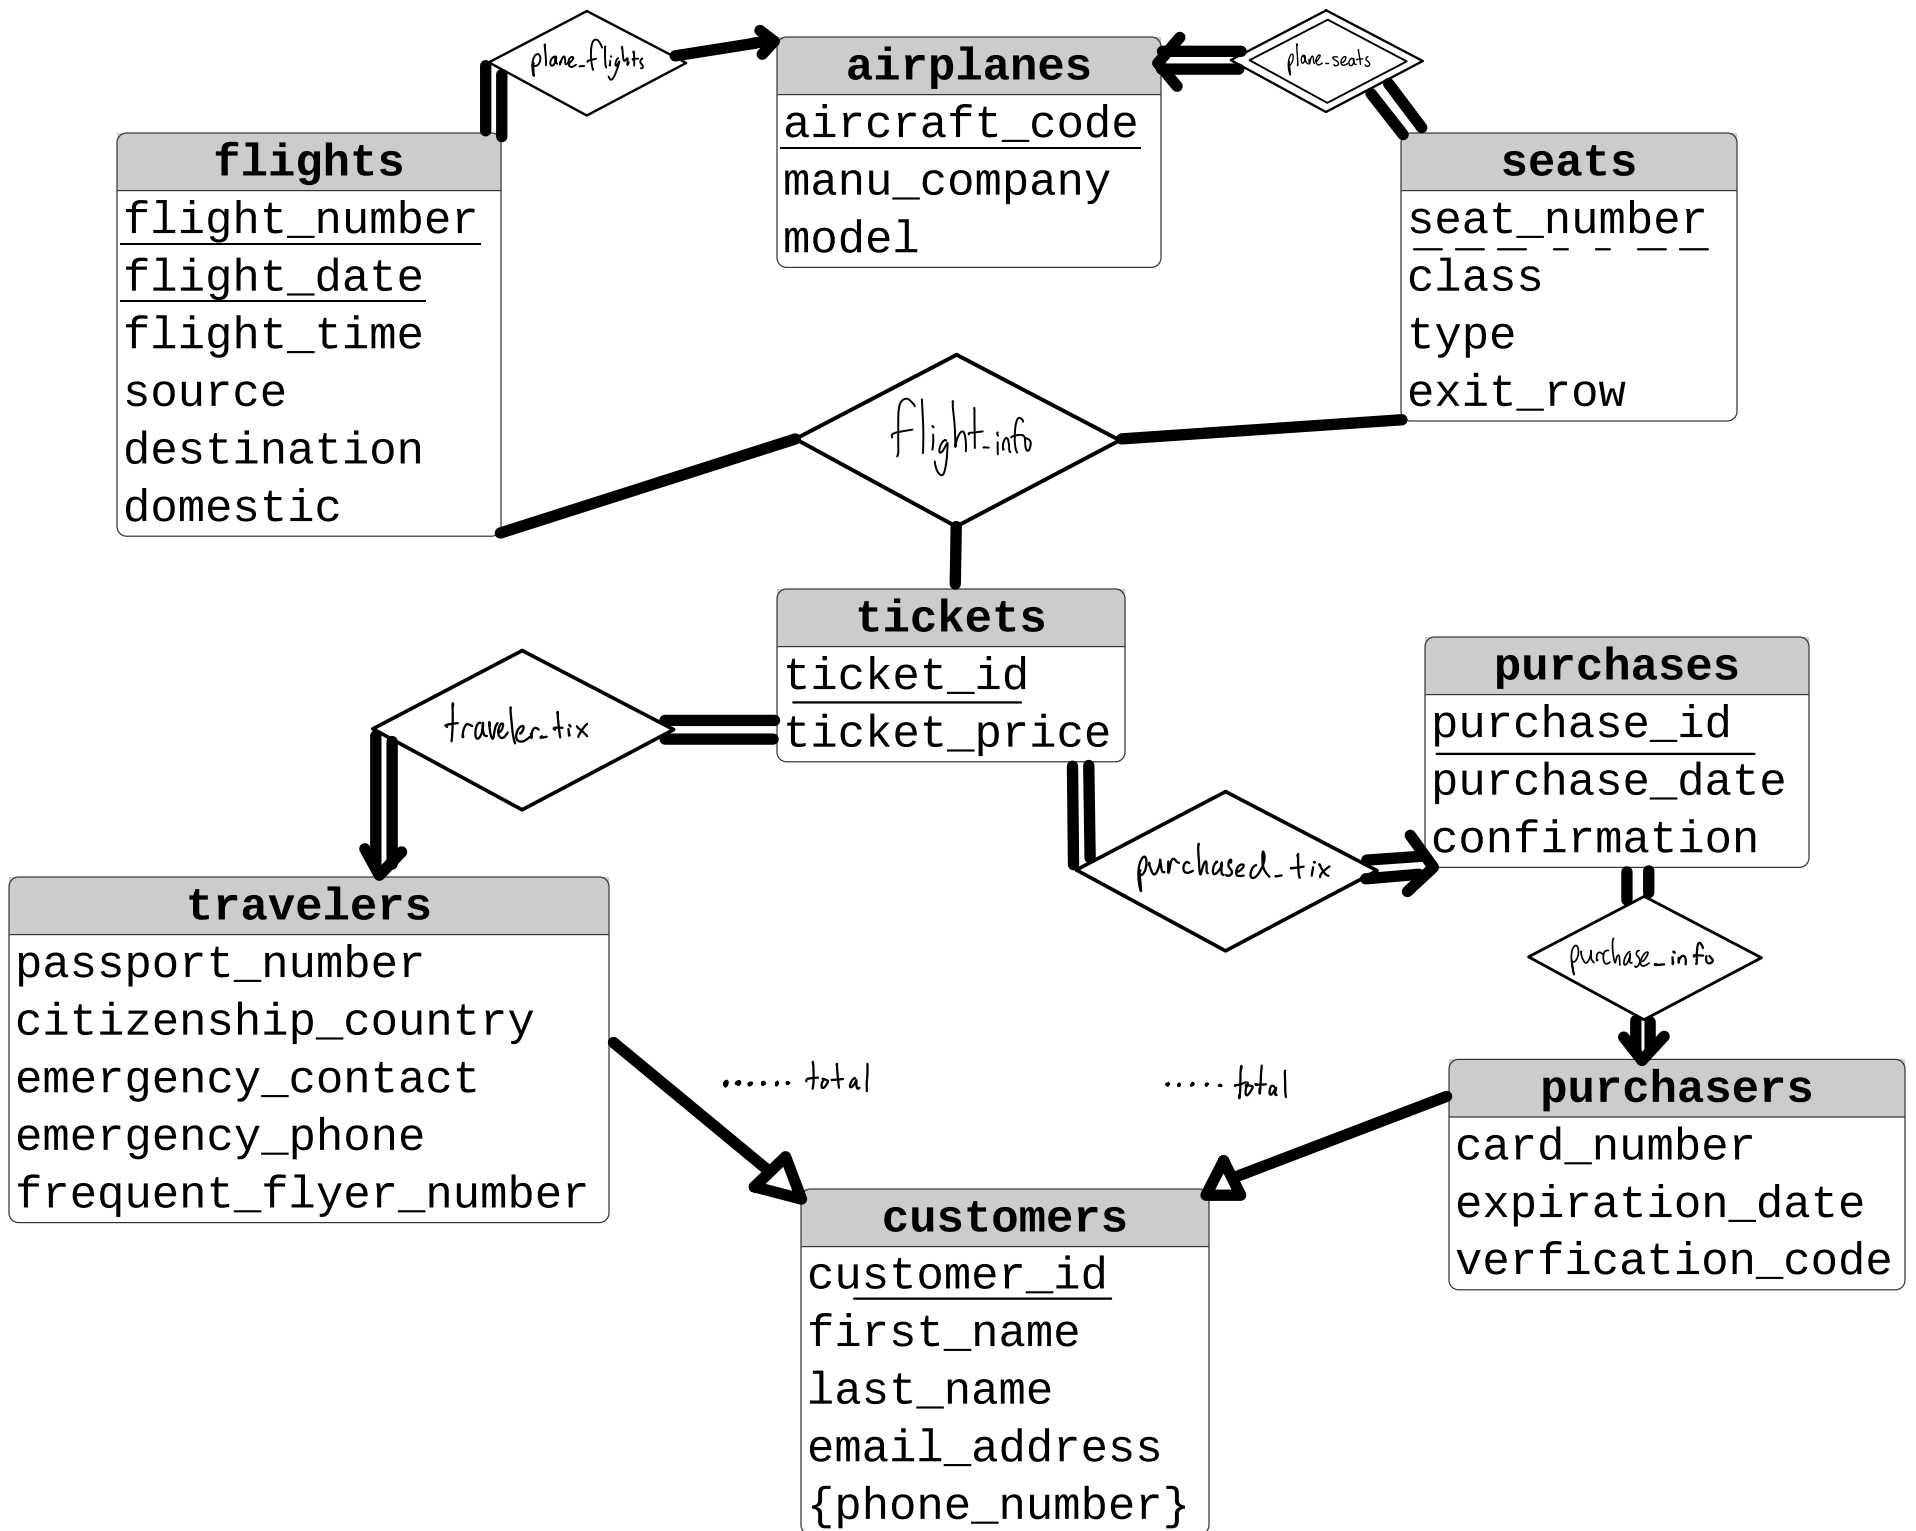 plane_flights
airplanes
aircraft_code
manu_company
model
plane_seats
flights
flight_number
flight_date
flight_time
source
destination
domestic
seats
seat_number
class
type
exit_row
flight_info
tickets
ticket_id
ticket_price
traveler_tix
purchases
purchase_id
purchase_date
confirmation
purchased_tix
purchase_info
travelers
passport_number
citizenship_country
emergency_contact
emergency_phone
frequent_flyer_number
...... total
..... total
purchasers
card_number
expiration_date
verfication_code
customers
customer_id
first_name
last_name
email_address
{phone_number}